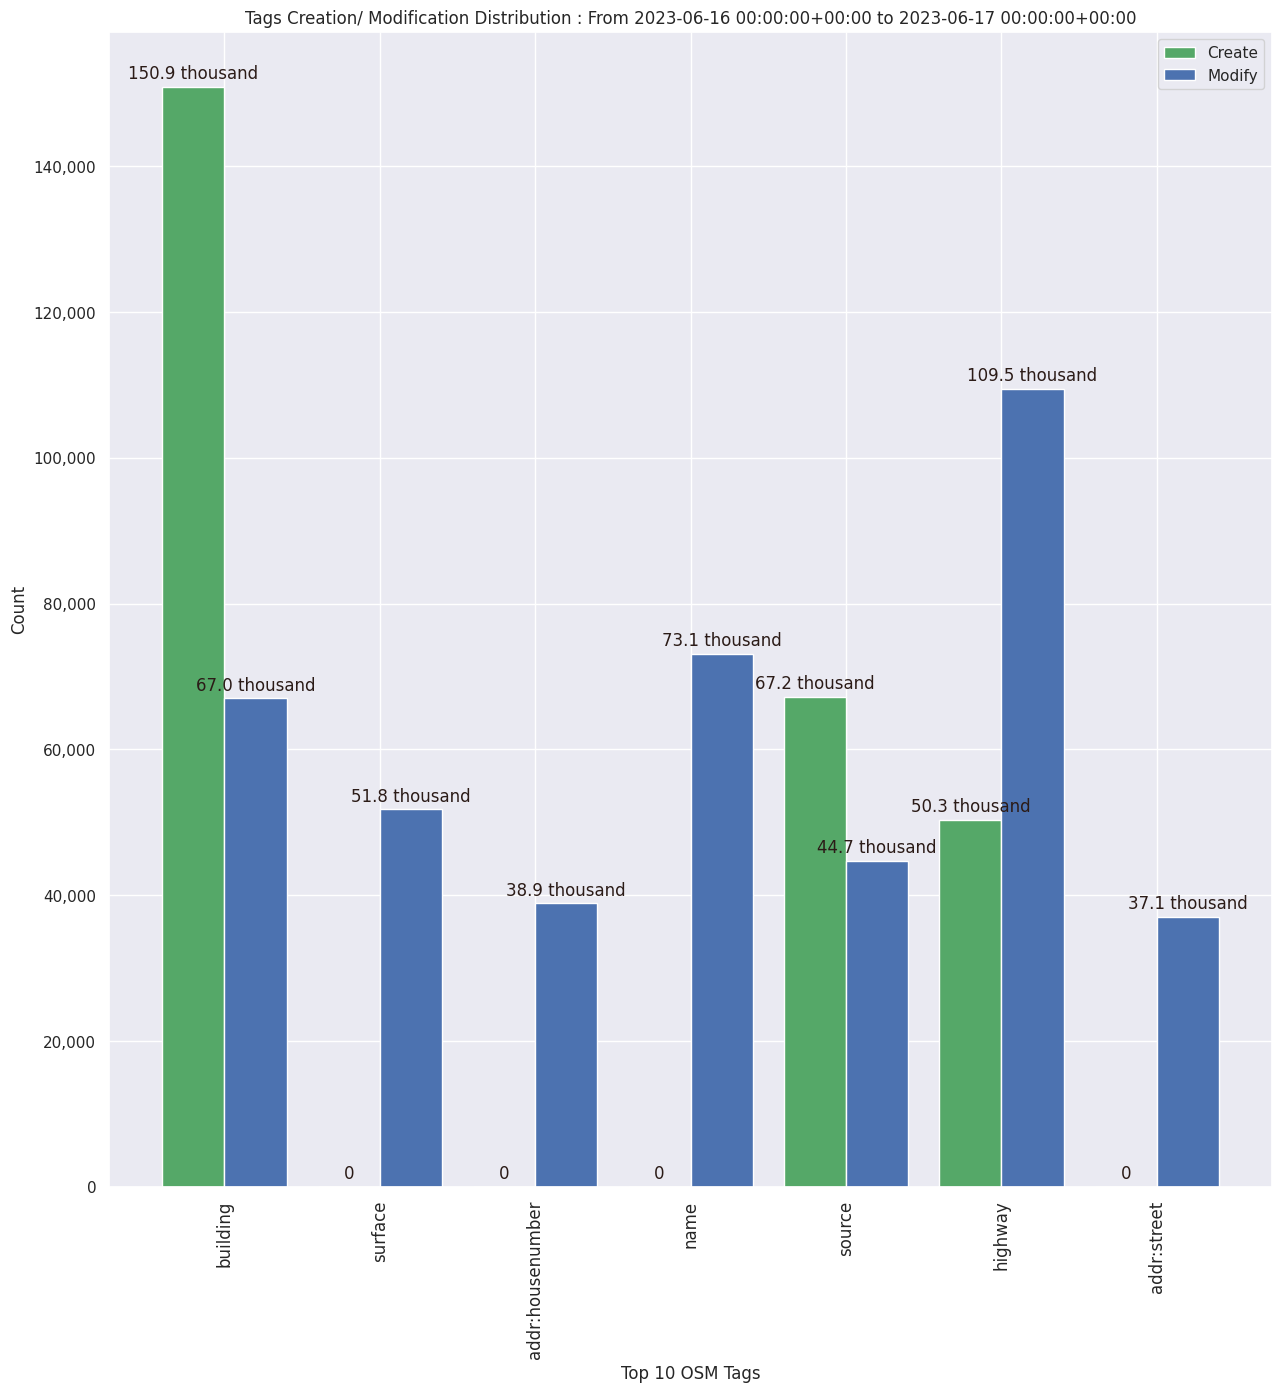 Tags Creation/ Modification Distribution : From 2023-06-16 00:00:00+00:00 to 2023-06-17 00:00:00+00:00
Create
Modify
150.9 thousand
67.0 thousand
0
51.8 thousand
0
38.9 thousand
0
73.1 thousand
67.2 thousand
44.7 thousand
50.3 thousand
109.5 thousand
0
37.1 thousand
Count
140,000
120,000
100,000
80,000
60,000
40,000
20,000
0
building
surface
addr:housenumber
name
source
highway
addr:street
Top 10 OSM Tags